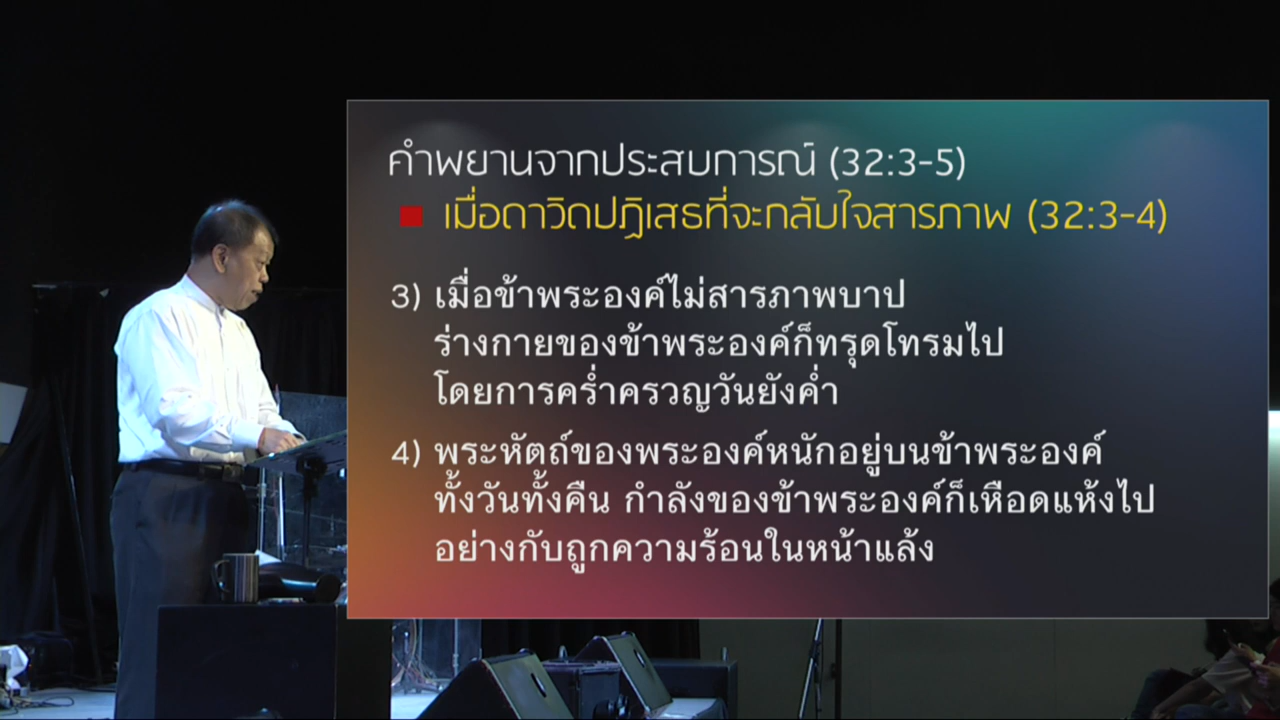 คำพยานจากประสบการณ์ (32:3-5)
เมื่อดาวิดปฏิเสธที่จะกลับใจสารภาพ (32:3-4)
3) เมื่อข้าพระองค์ไม่สารภาพบาป
ร่างกายของข้าพระองค์ก็ทรุดโทรมไป
โดยการคร่ำครวญวันยังค่ำ
4) พระหัตถ์ของพระองค์หนักอยู่บนข้าพระองค์
ทั้งวันทั้งคืน กำลังของข้าพระองค์ก็เหือดแห้งไป
อย่างกับถูกความร้อนในหน้าแล้ง